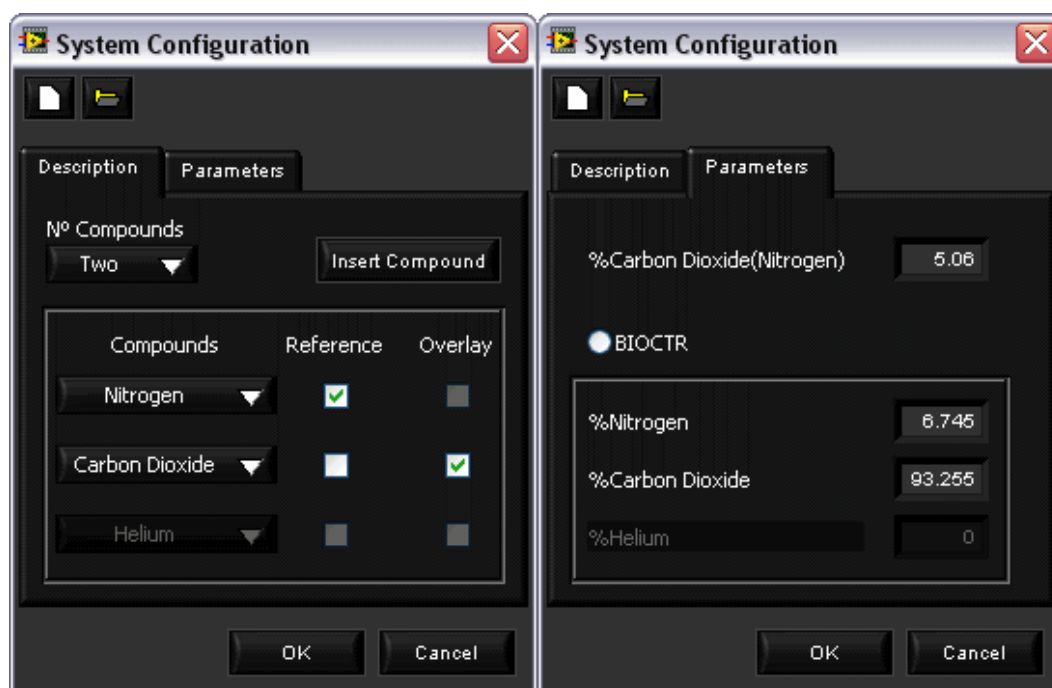 System Configuration
Description
Parameters
Nº Compounds
Two
Insert Compound
Compounds Reference Overlay
Nitrogen
Carbon Dioxide
Helium
OK Cancel
System Configuration
Description
Parameters
%Carbon Dioxide(Nitrogen) 5.06
BIOCTR
%Nitrogen 6.745
%Carbon Dioxide 93.255
%Helium 0
OK Cancel